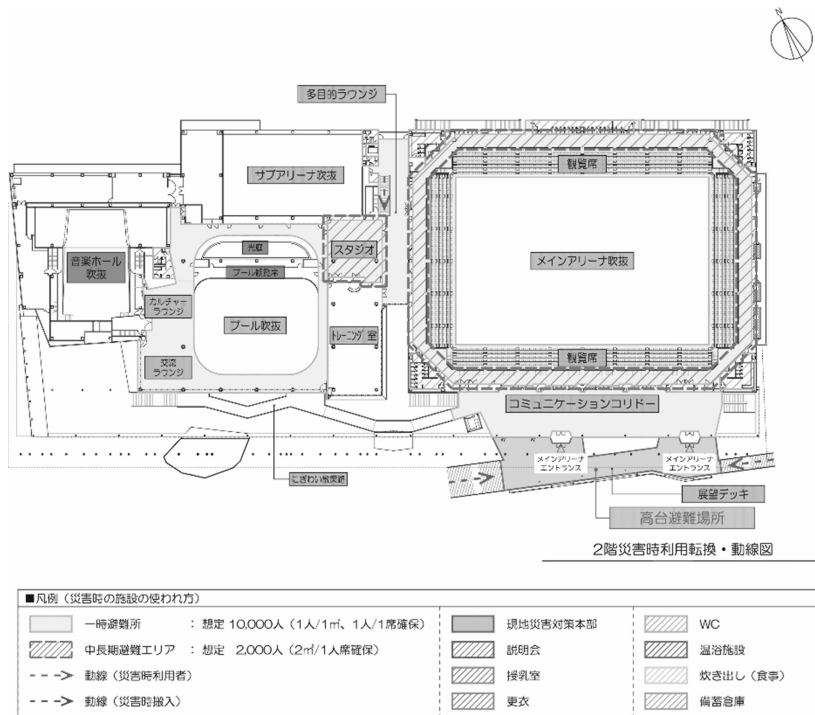 N
多目的ラウンジ
サブアリーナ吹抜
観覧席
音楽ホール
吹抜
光庭
スタジオ
メインアリーナ吹抜
プール観覧席
カルチャー
ラウンジ
プール吹抜
トレーニング室
交流
ラウンジ
観覧席
コミュニケーションコリドー
メインアリーナ
エントランス
メインアリーナ
エントランス
にぎわい散策路
展望デッキ
高台避難場所
2階災害時利用転換・動線図
■凡例(災害時の施設の使われ方)
一時避難所 : 想定 10,000人(1人/1㎡、1人/1席確保)
中長期避難エリア : 想定 2,000人(2㎡/1人席確保)
動線(災害時利用者)
動線(災害時搬入)
現地災害対策本部
説明会
授乳室
更衣
WC
温浴施設
炊き出し(食事)
備蓄倉庫